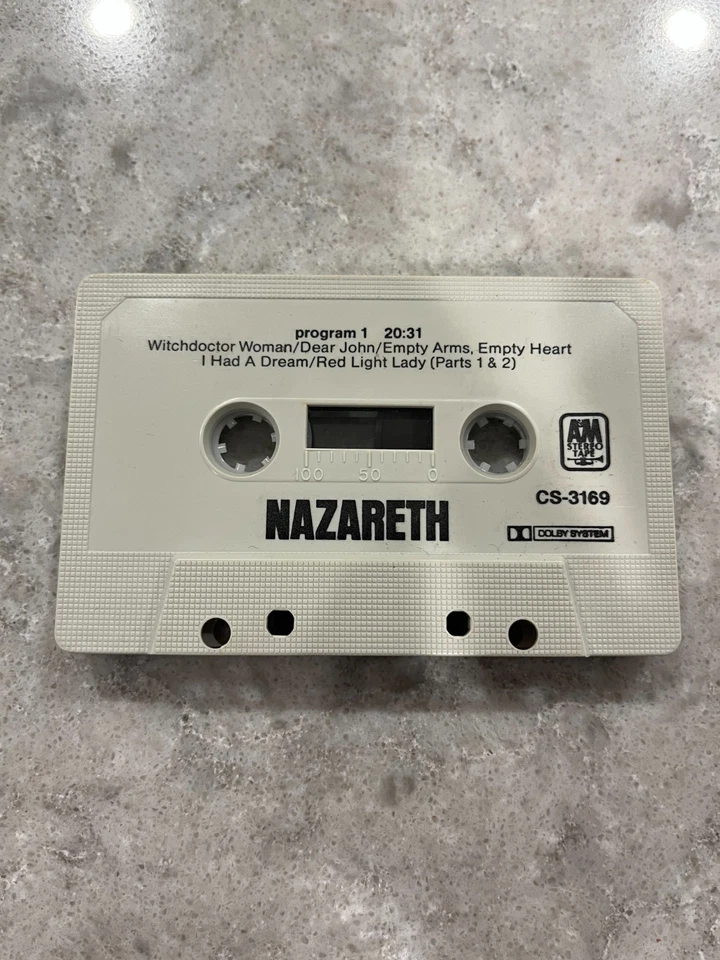 program 1 20:31
Witchdoctor Woman/Dear John/Empty Arms, Empty Heart
I Had A Dream/Red Light Lady (Parts 1 & 2)
100 50 0
A&M
STEREO
TAPE
CS-3169
NAZARETH
DOLBY SYSTEM